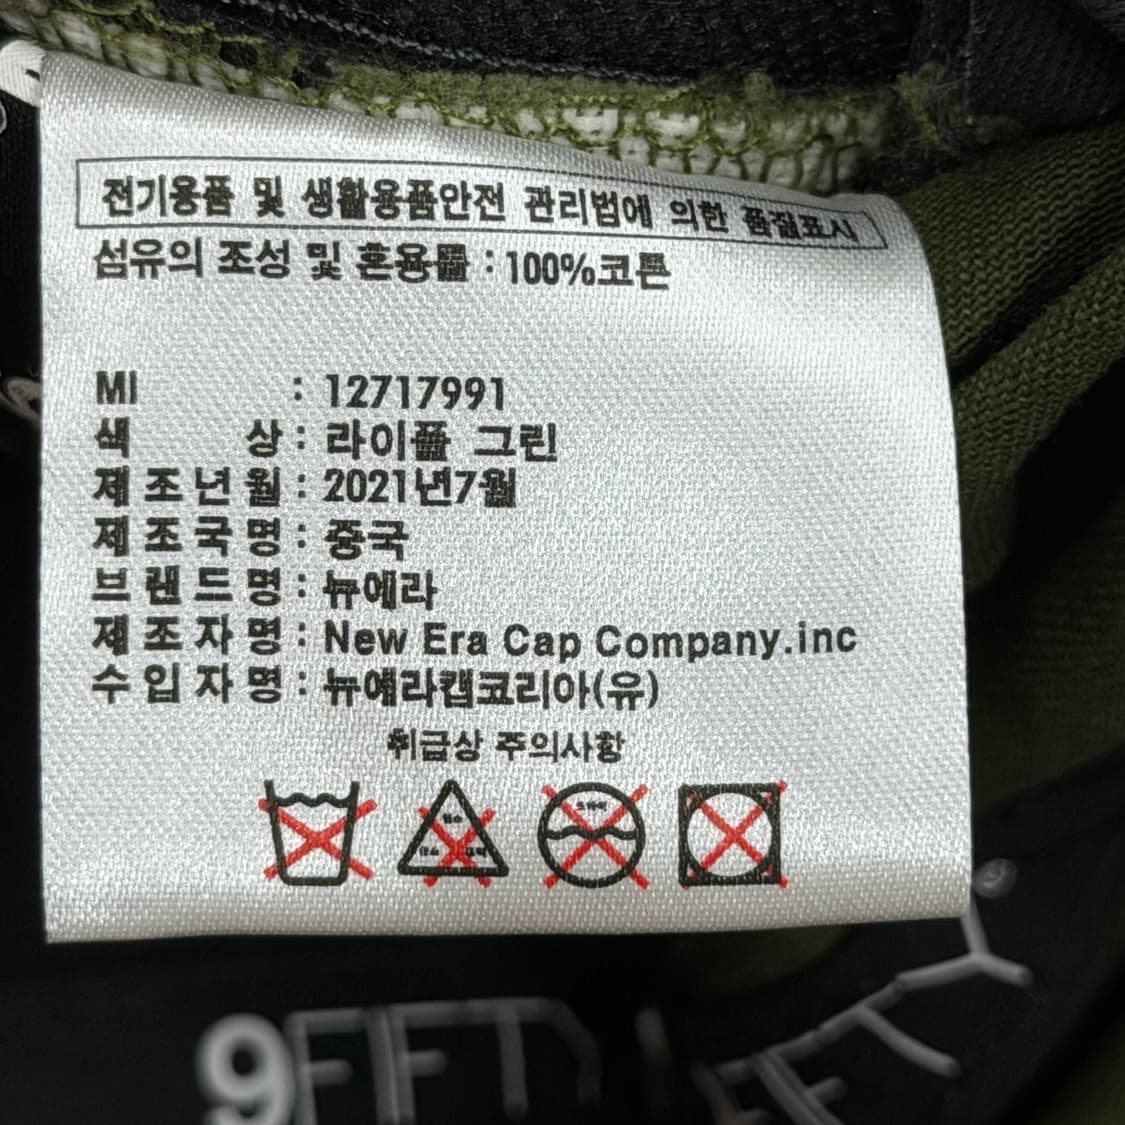 전기용품 및 생활용품안전 관리법에 의한 품질표시
섬유의 조성 및 혼용률 : 100%코튼
MI : 12717991
색 상 : 라이플 그린
제조년월 : 2021년7월
제조국명 : 중국
브랜드명 : 뉴에라
제조자명 : New Era Cap Company.inc
수입자명 : 뉴에라캡코리아(유)
취급상 주의사항
9FIFTY